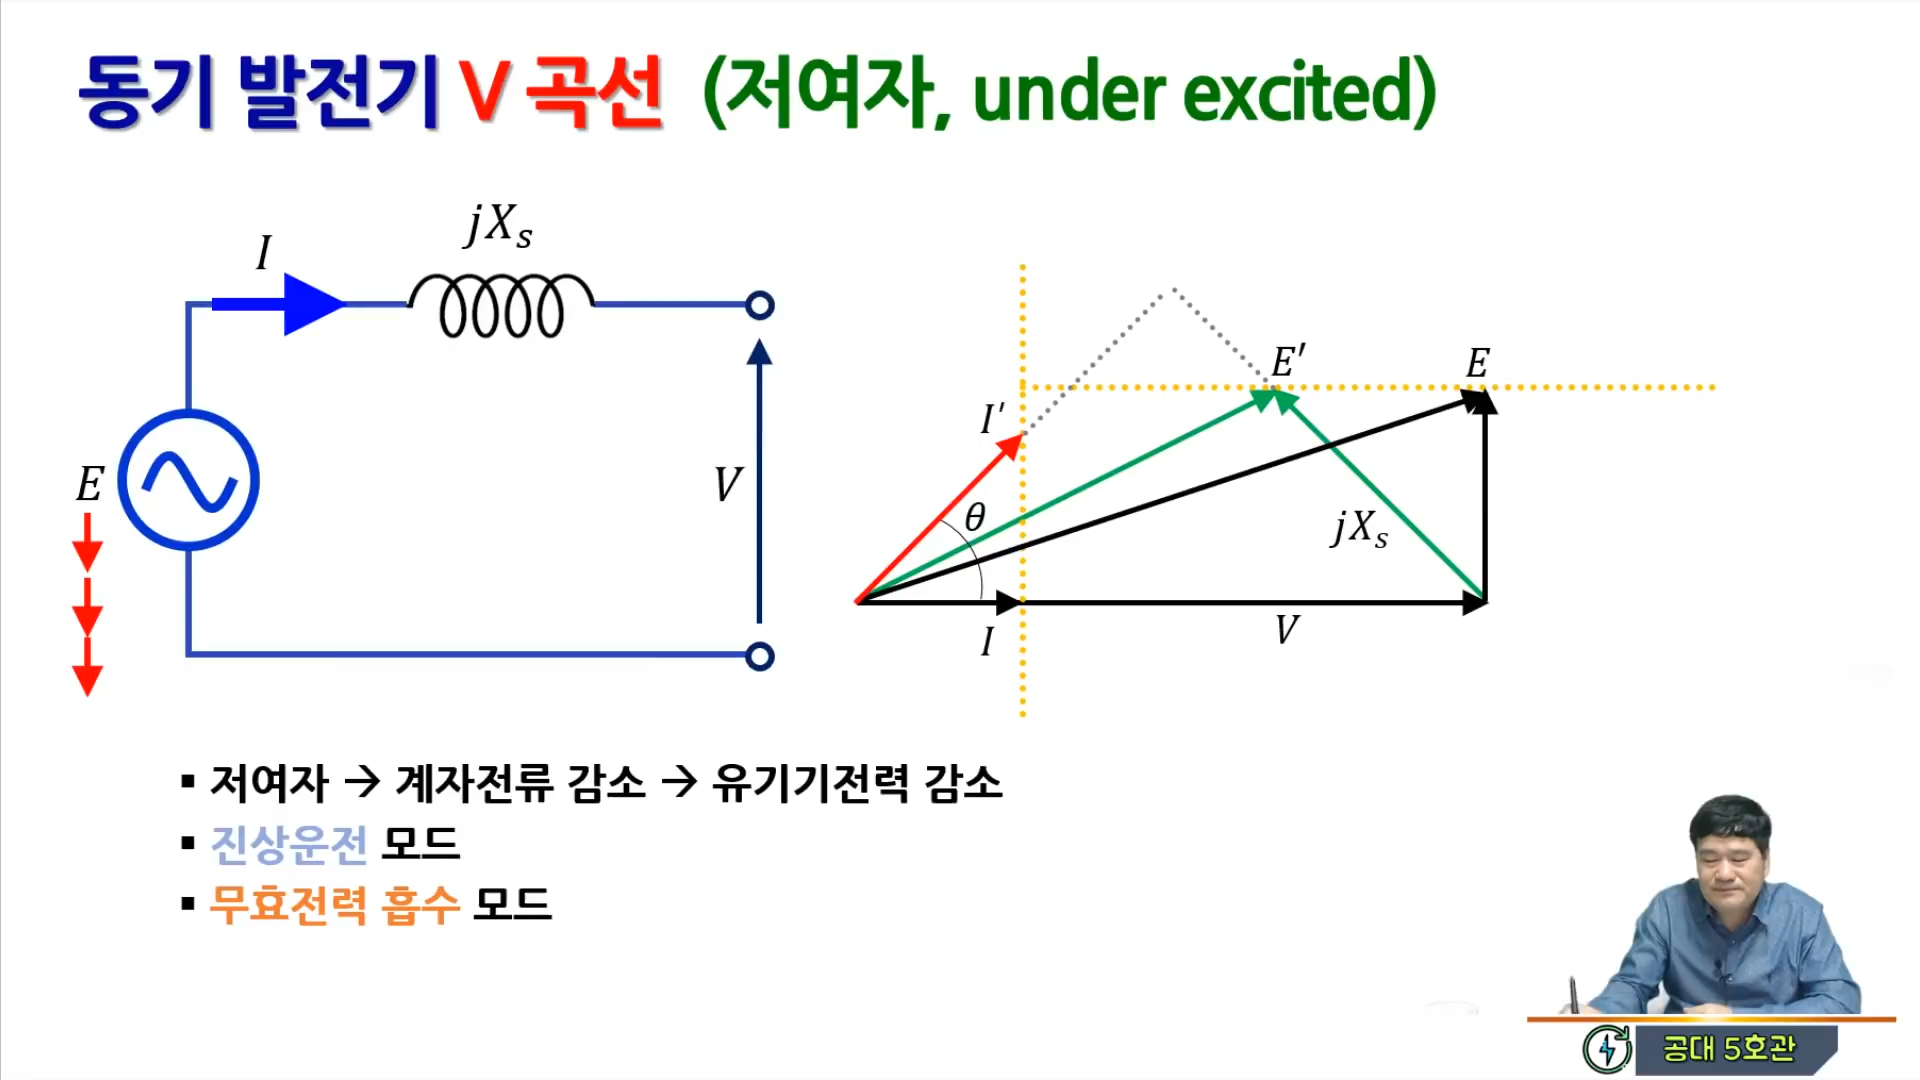 동기 발전기 V 곡선 (저여자, under excited)
jXₛ
I
E
V
E′
E
I′
θ
jXₛ
I
V
▪ 저여자 → 계자전류 감소 → 유기기전력 감소
▪ 진상운전 모드
▪ 무효전력 흡수 모드
공대 5호관